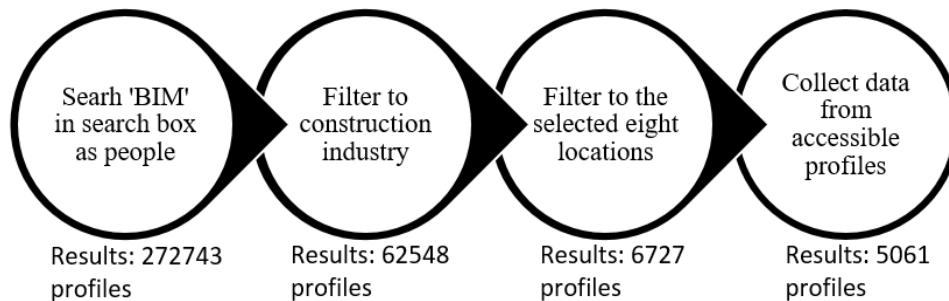 Searh 'BIM'
in search box
as people
Results: 272743
profiles
Filter to
construction
industry
Results: 62548
profiles
Filter to the
selected eight
locations
Results: 6727
profiles
Collect data
from
accessible
profiles
Results: 5061
profiles